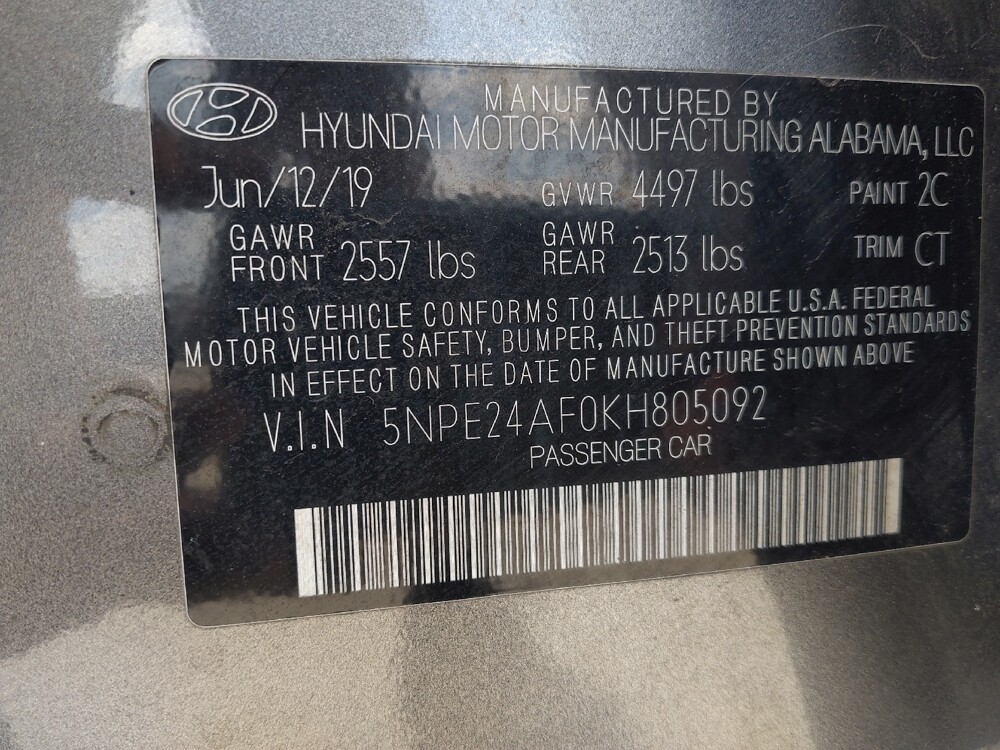 MANUFACTURED BY
HYUNDAI MOTOR MANUFACTURING ALABAMA, LLC
Jun/12/19 GVWR 4497 lbs PAINT 2C
GAWR FRONT 2557 lbs GAWR REAR 2513 lbs TRIM CT
THIS VEHICLE CONFORMS TO ALL APPLICABLE U.S.A. FEDERAL
MOTOR VEHICLE SAFETY, BUMPER, AND THEFT PREVENTION STANDARDS
IN EFFECT ON THE DATE OF MANUFACTURE SHOWN ABOVE
V.I.N 5NPE24AF0KH805092
PASSENGER CAR